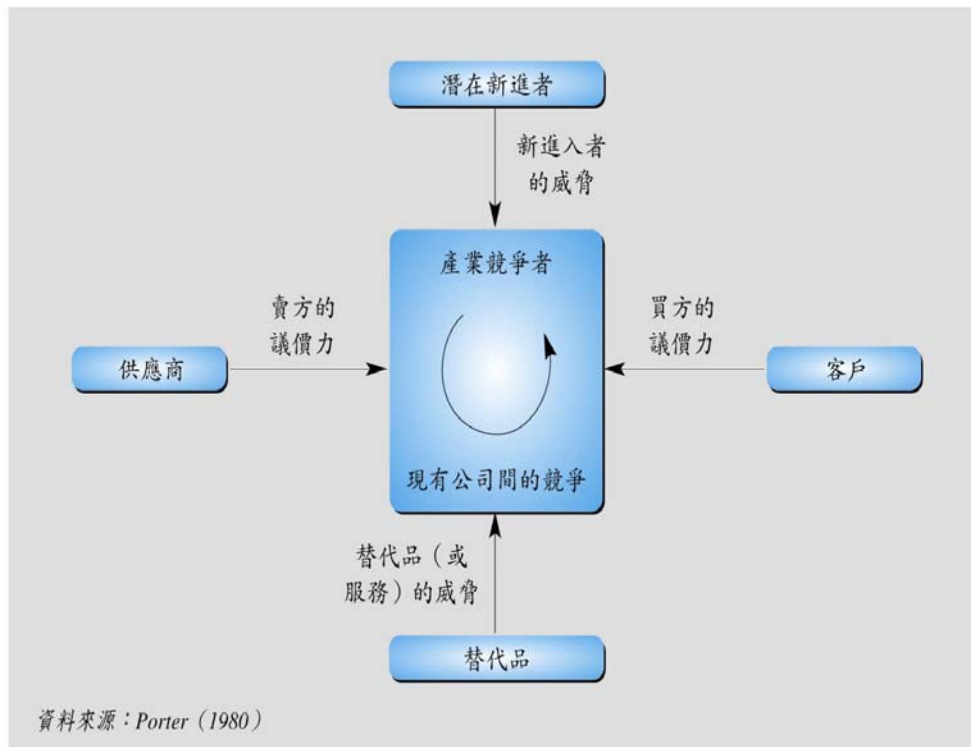 潛在新進者
新進入者
的威脅
產業競爭者
賣方的
議價力
買方的
議價力
供應商
客戶
現有公司間的競爭
替代品（或
服務）的威脅
替代品
資料來源：Porter（1980）